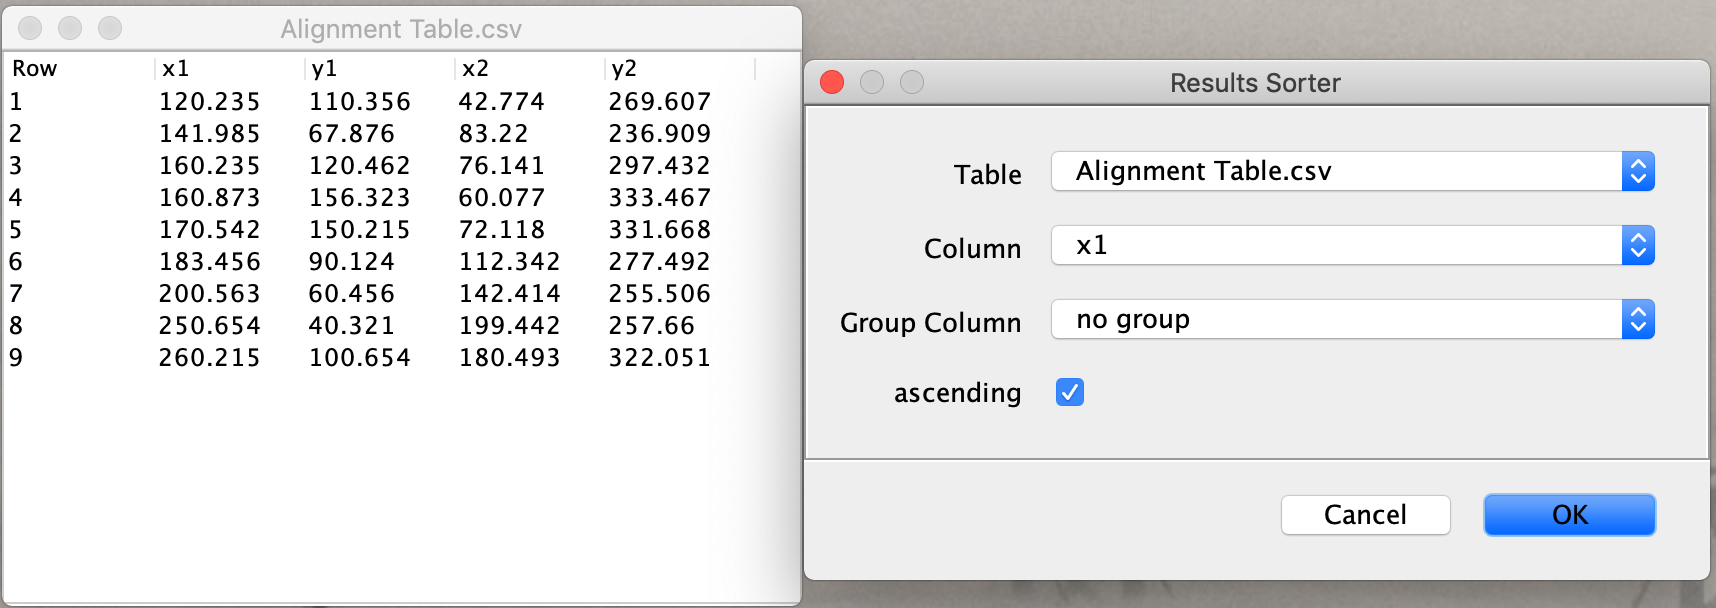 Alignment Table.csv
Row x1 y1 x2 y2
1 120.235 110.356 42.774 269.607
2 141.985 67.876 83.22 236.909
3 160.235 120.462 76.141 297.432
4 160.873 156.323 60.077 333.467
5 170.542 150.215 72.118 331.668
6 183.456 90.124 112.342 277.492
7 200.563 60.456 142.414 255.506
8 250.654 40.321 199.442 257.66
9 260.215 100.654 180.493 322.051
Results Sorter
Table Alignment Table.csv
Column x1
Group Column no group
ascending
Cancel OK